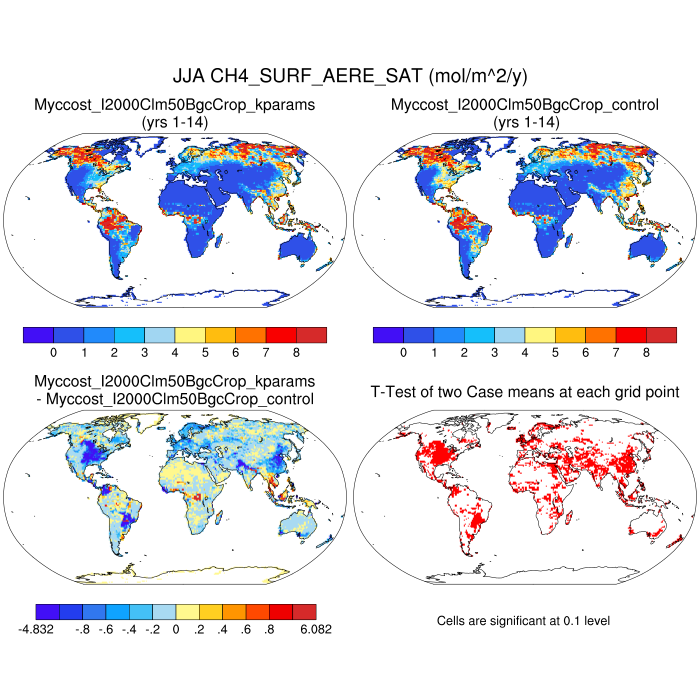 JJA CH4_SURF_AERE_SAT (mol/m^2/y)
Myccost_I2000Clm50BgcCrop_kparams
(yrs 1-14)
Myccost_I2000Clm50BgcCrop_control
(yrs 1-14)
0 1 2 3 4 5 6 7 8
0 1 2 3 4 5 6 7 8
Myccost_I2000Clm50BgcCrop_kparams
- Myccost_I2000Clm50BgcCrop_control
T-Test of two Case means at each grid point
-4.832 -.8 -.6 -.4 -.2 0 .2 .4 .6 .8 6.082
Cells are significant at 0.1 level